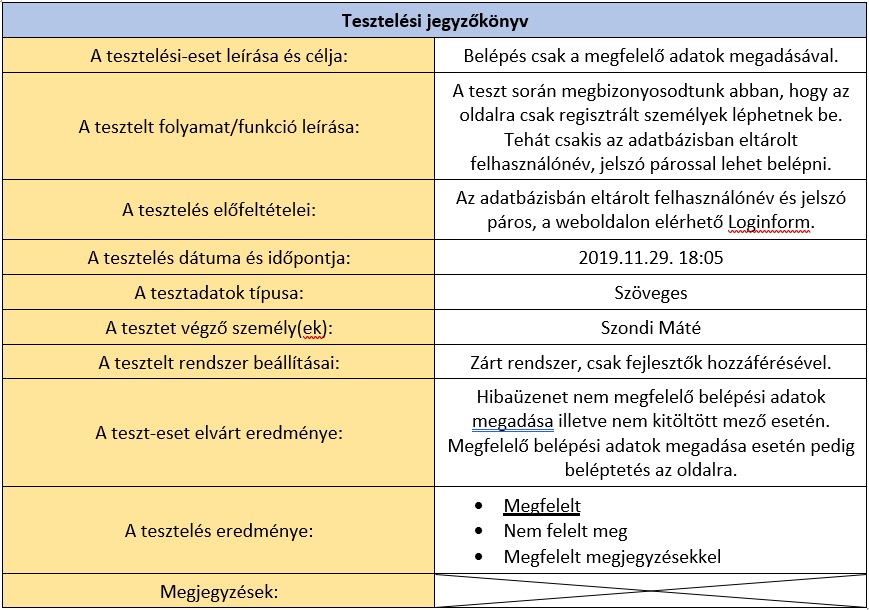 Tesztelési jegyzőkönyv
A tesztelési-eset leírása és célja:
Belépés csak a megfelelő adatok megadásával.
A tesztelt folyamat/funkció leírása:
A teszt során megbizonyosodtunk abban, hogy az
oldalra csak regisztrált személyek léphetnek be.
Tehát csakis az adatbázisban eltárolt
felhasználónév, jelszó párossal lehet belépni.
A tesztelés előfeltételei:
Az adatbázisbán eltárolt felhasználónév és jelszó
páros, a weboldalon elérhető Loginform.
A tesztelés dátuma és időpontja:
2019.11.29. 18:05
A tesztadatok típusa:
Szöveges
A tesztet végző személy(ek):
Szondi Máté
A tesztelt rendszer beállításai:
Zárt rendszer, csak fejlesztők hozzáférésével.
A teszt-eset elvárt eredménye:
Hibaüzenet nem megfelelő belépési adatok
megadása illetve nem kitöltött mező esetén.
Megfelelő belépési adatok megadása esetén pedig
beléptetés az oldalra.
A tesztelés eredménye:
• Megfelelt
• Nem felelt meg
• Megfelelt megjegyzésekkel
Megjegyzések: